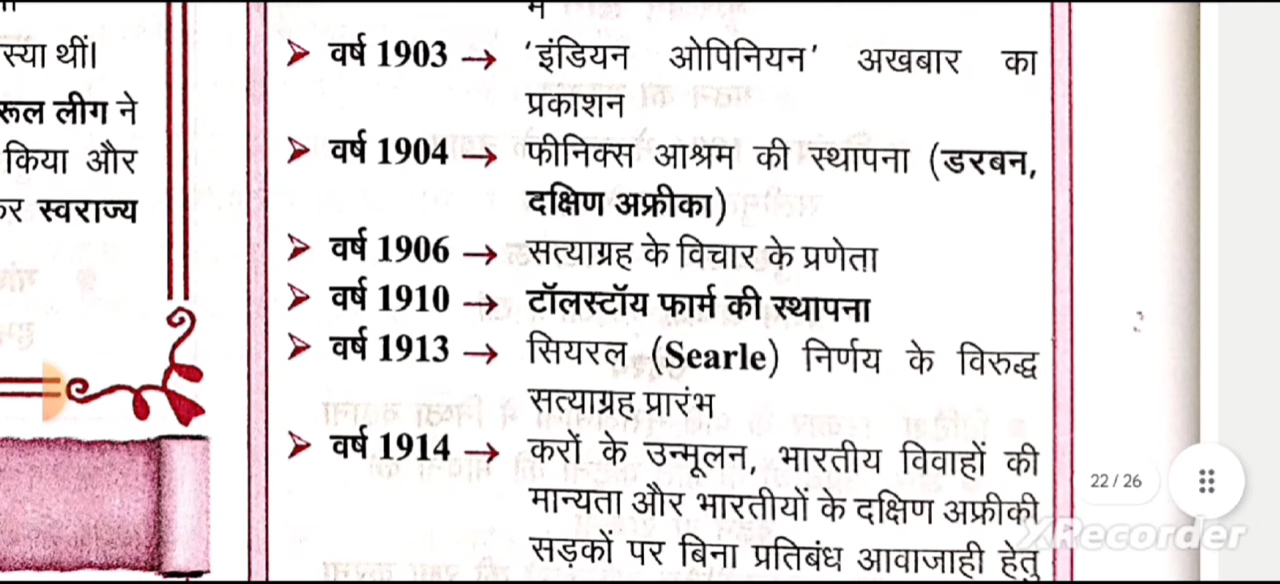 स्या थीं।
रूल लीग ने
किया और
कर स्वराज्य
में
➢ वर्ष 1903 → 'इंडियन ओपिनियन' अखबार का
प्रकाशन
➢ वर्ष 1904 → फीनिक्स आश्रम की स्थापना (डरबन,
दक्षिण अफ्रीका)
➢ वर्ष 1906 → सत्याग्रह के विचार के प्रणेता
➢ वर्ष 1910 → टॉलस्टॉय फार्म की स्थापना
➢ वर्ष 1913 → सियरल (Searle) निर्णय के विरुद्ध
सत्याग्रह प्रारंभ
➢ वर्ष 1914 → करों के उन्मूलन, भारतीय विवाहों की
मान्यता और भारतीयों के दक्षिण अफ्रीकी
सड़कों पर बिना प्रतिबंध आवाजाही हेतु
22 / 26
XRecorder